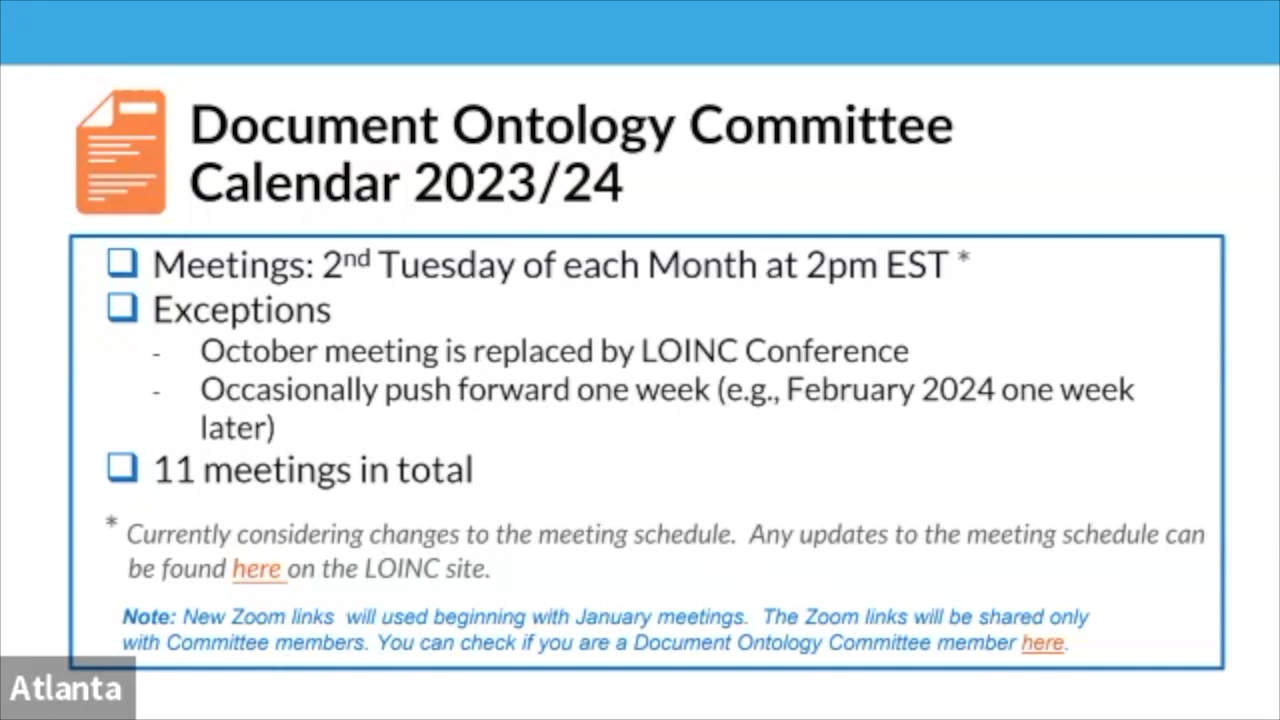 Document Ontology Committee
Calendar 2023/24
Meetings: 2nd Tuesday of each Month at 2pm EST *
Exceptions
- October meeting is replaced by LOINC Conference
- Occasionally push forward one week (e.g., February 2024 one week
later)
11 meetings in total
* Currently considering changes to the meeting schedule. Any updates to the meeting schedule can
be found here on the LOINC site.
Note: New Zoom links will used beginning with January meetings. The Zoom links will be shared only
with Committee members. You can check if you are a Document Ontology Committee member here.
Atlanta